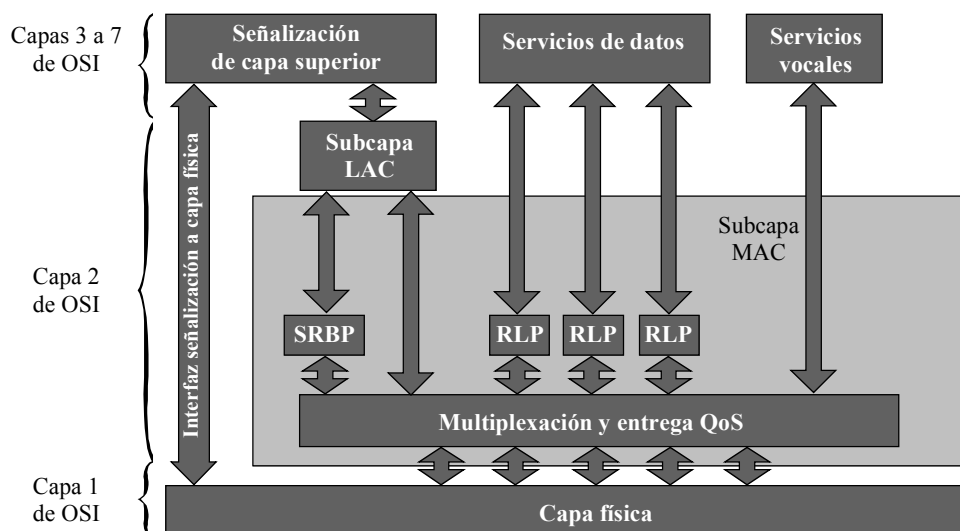 Capas 3 a 7
de OSI
Señalización
de capa superior
Servicios de datos
Servicios
vocales
Subcapa
LAC
Interfaz señalización a capa física
Capa 2
de OSI
Subcapa
MAC
SRBP
RLP
RLP
RLP
Multiplexación y entrega QoS
Capa 1
de OSI
Capa física